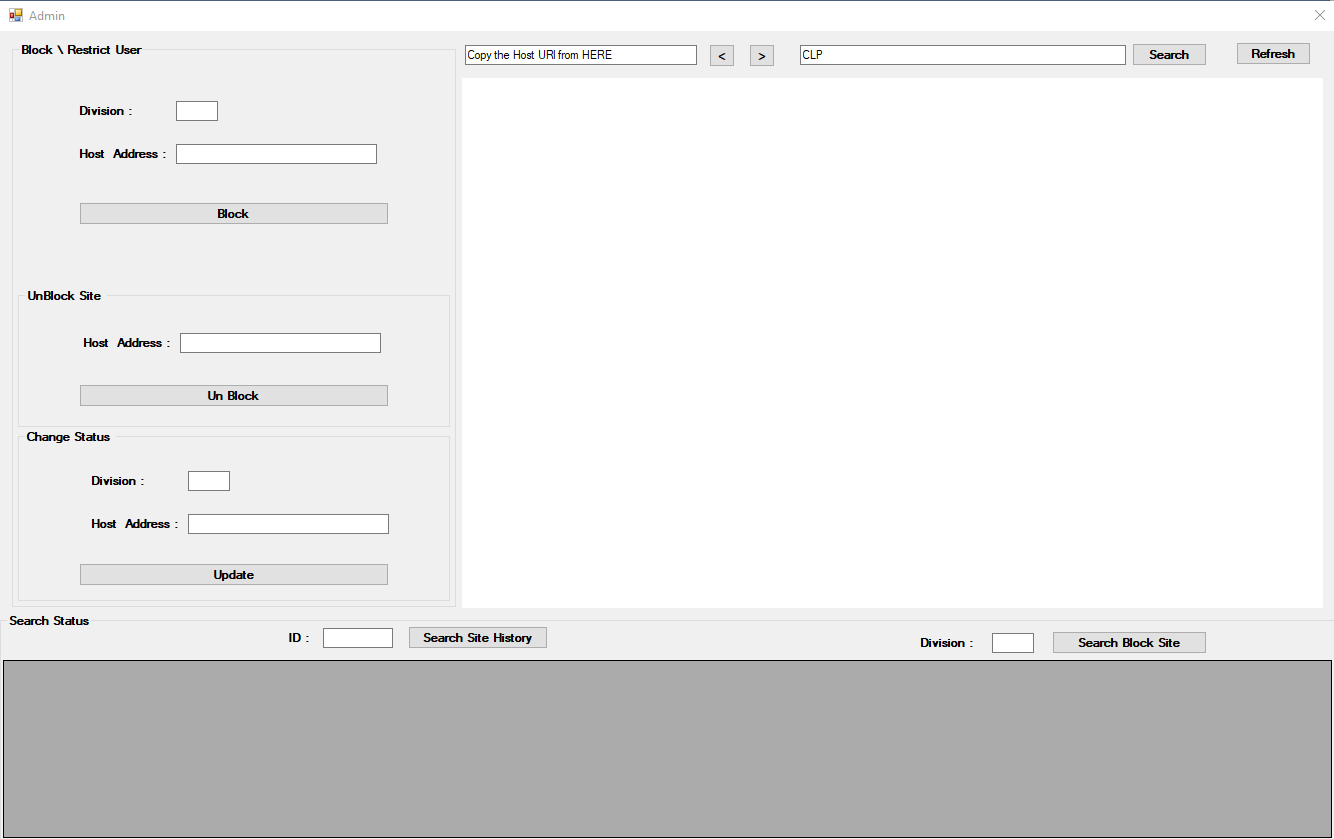 Admin
Block \ Restrict User
Division :
Host Address :
Block
UnBlock Site
Host Address :
Un Block
Change Status
Division :
Host Address :
Update
Copy the Host URl from HERE
<
>
CLP
Search
Refresh
Search Status
ID :
Search Site History
Division :
Search Block Site